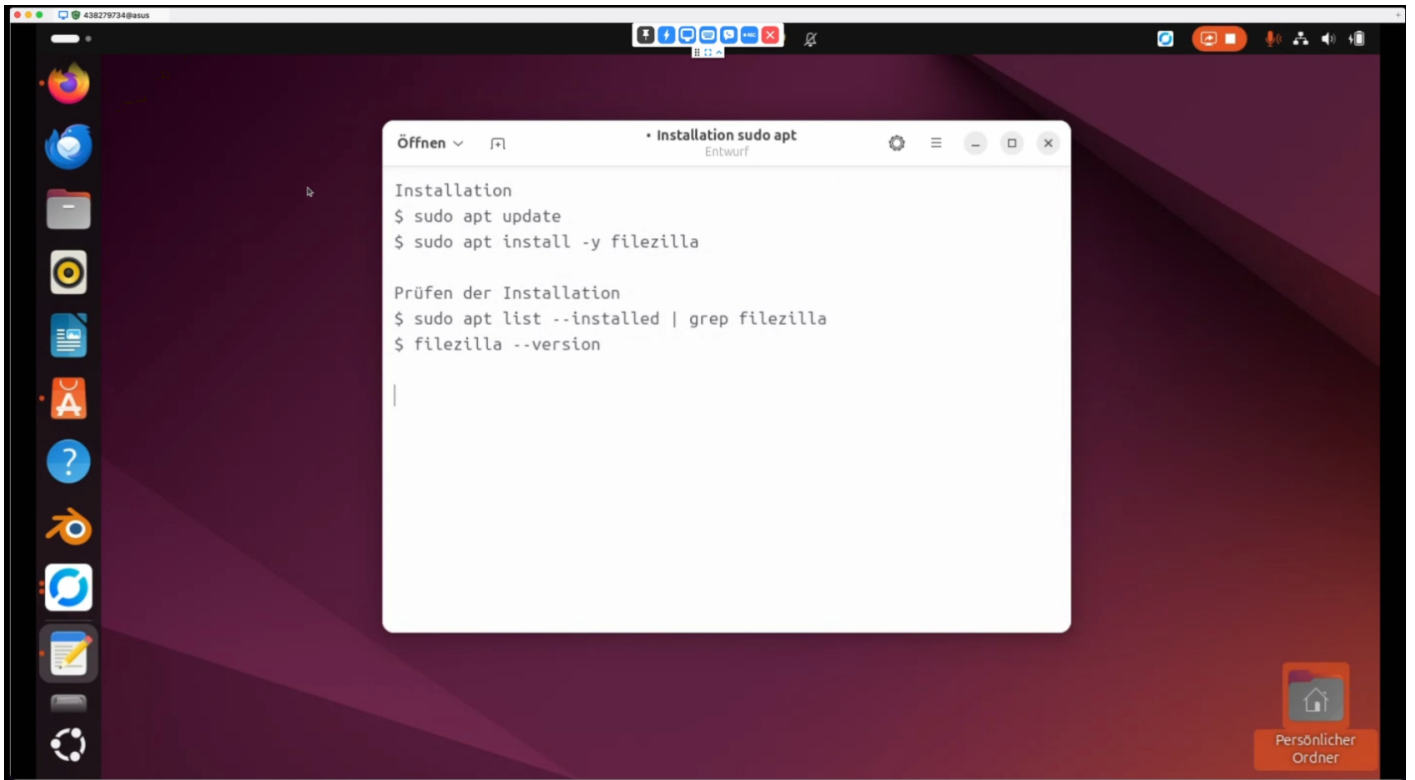 438279734@asus
Öffnen
• Installation sudo apt
Entwurf
Installation
$ sudo apt update
$ sudo apt install -y filezilla
Prüfen der Installation
$ sudo apt list --installed | grep filezilla
$ filezilla --version
Persönlicher
Ordner